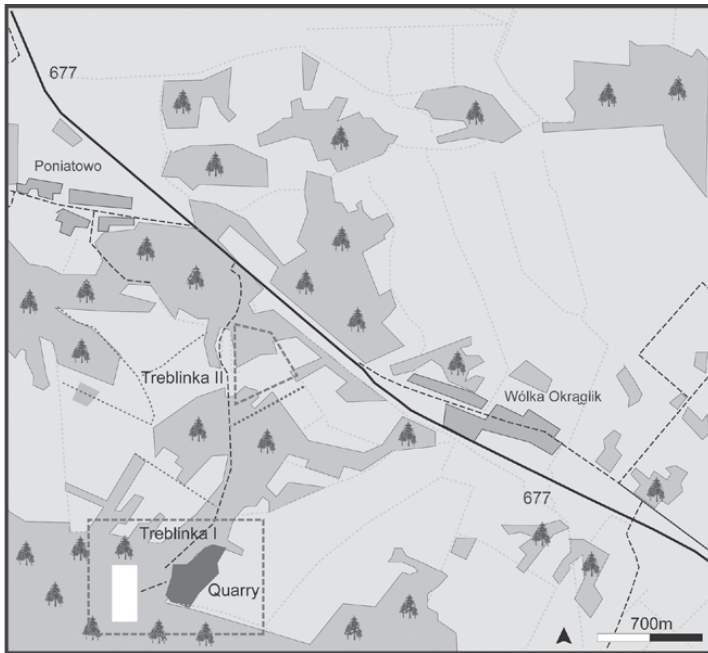 677
Poniatowo
Treblinka II
Wólka Okrąglik
677
Treblinka I
Quarry
700m